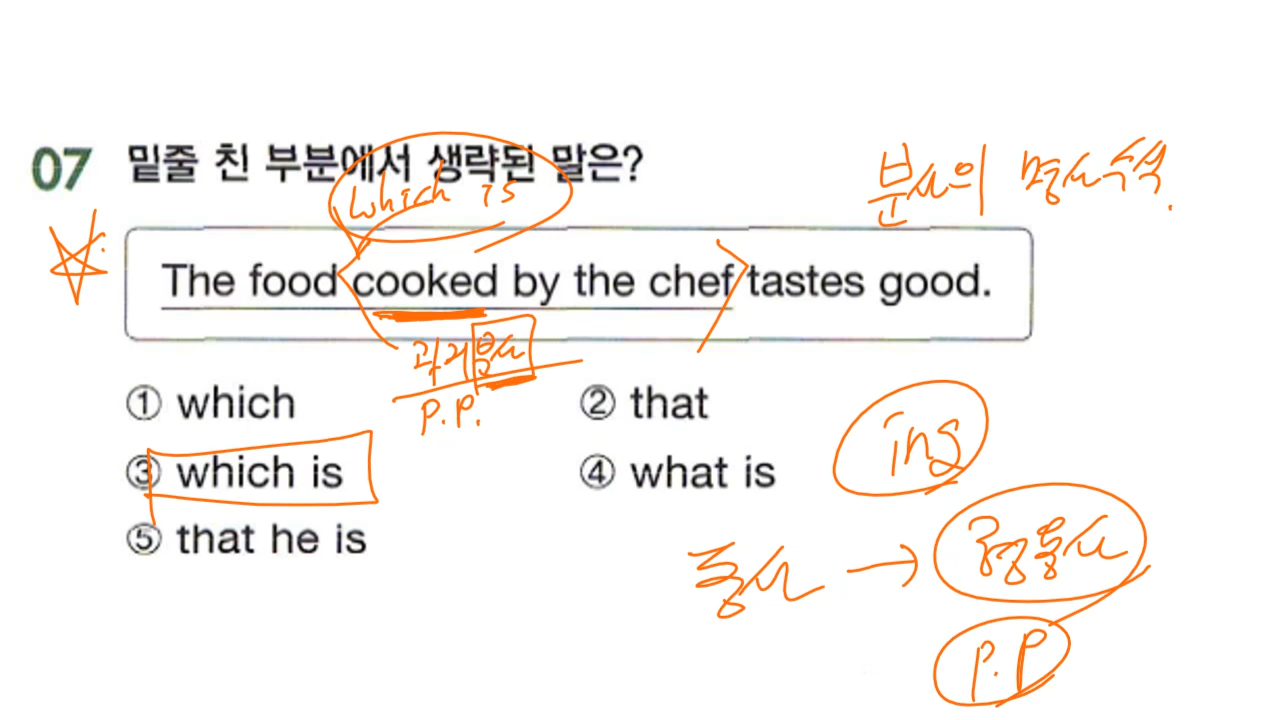 07 밑줄 친 부분에서 생략된 말은?
which is
분사의 명사수식.
The food cooked by the chef tastes good.
과거분사
P.P.
① which
② that
③ which is
④ what is
⑤ that he is
ing
동사 → 형용사
P.P